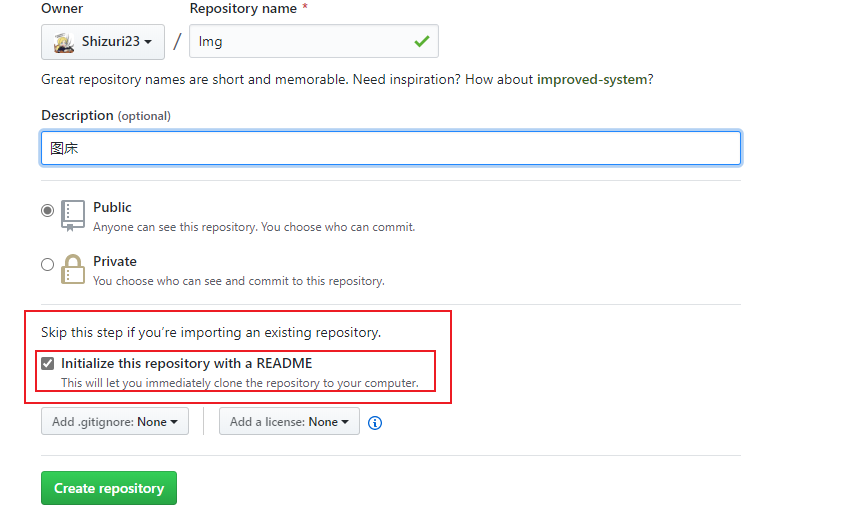 Owner Repository name *
Shizuri23 / Img
Great repository names are short and memorable. Need inspiration? How about improved-system?
Description (optional)
图床
Public
Anyone can see this repository. You choose who can commit.
Private
You choose who can see and commit to this repository.
Skip this step if you're importing an existing repository.
Initialize this repository with a README
This will let you immediately clone the repository to your computer.
Add .gitignore: None Add a license: None
Create repository